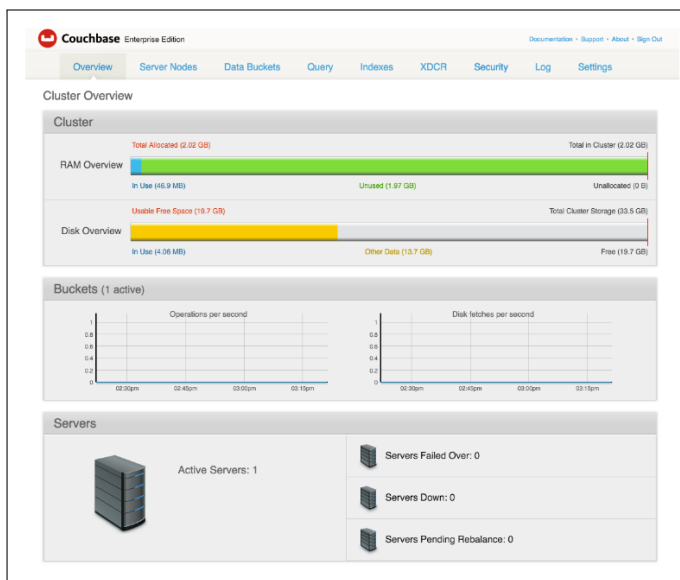 Couchbase Enterprise Edition
Documentation • Support • About • Sign Out
Overview Server Nodes Data Buckets Query Indexes XDCR Security Log Settings
Cluster Overview
Cluster
Total Allocated (2.02 GB) Total in Cluster (2.02 GB)
RAM Overview
In Use (46.9 MB) Unused (1.97 GB) Unallocated (0 B)
Usable Free Space (19.7 GB) Total Cluster Storage (33.5 GB)
Disk Overview
In Use (4.06 MB) Other Data (13.7 GB) Free (19.7 GB)
Buckets (1 active)
Operations per second Disk fetches per second
1 1
0.8 0.8
0.6 0.6
0.4 0.4
0.2 0.2
0 0
02:30pm 02:45pm 03:00pm 03:15pm 02:30pm 02:45pm 03:00pm 03:15pm
Servers
Active Servers: 1
Servers Failed Over: 0
Servers Down: 0
Servers Pending Rebalance: 0